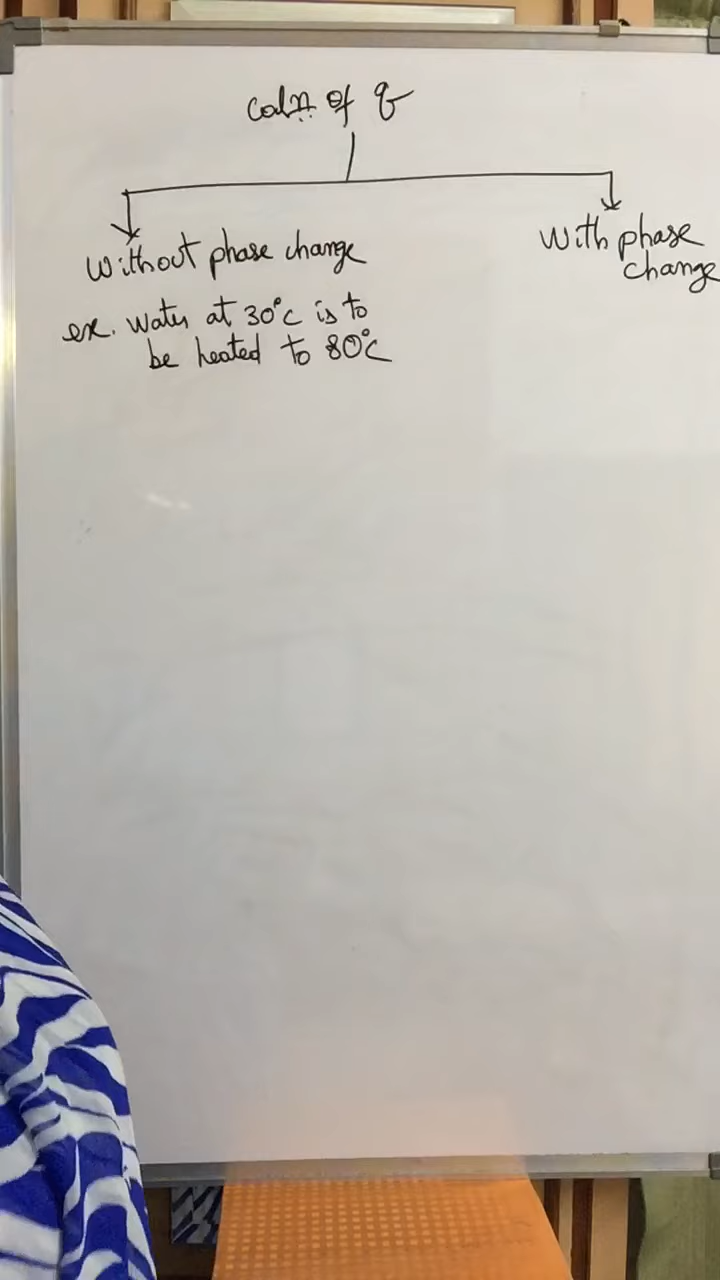 caln of q
Without phase change
ex. Water at 30°C is to
be heated to 80°C
With phase
change